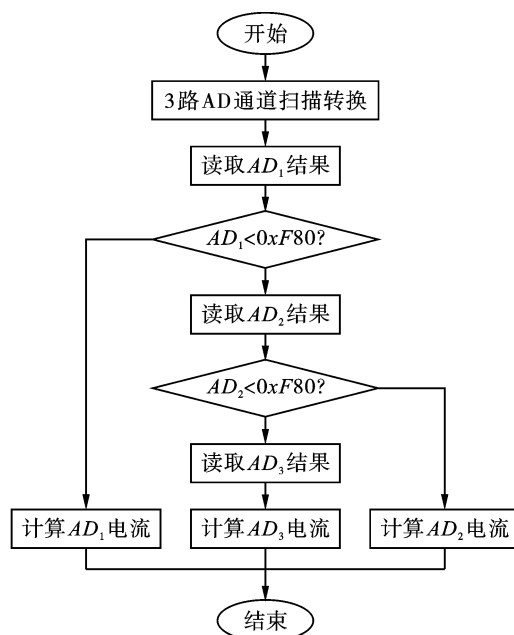 开始
3路AD通道扫描转换
读取AD₁结果
AD₁<0xF80?
读取AD₂结果
AD₂<0xF80?
读取AD₃结果
计算AD₁电流 计算AD₃电流 计算AD₂电流
结束